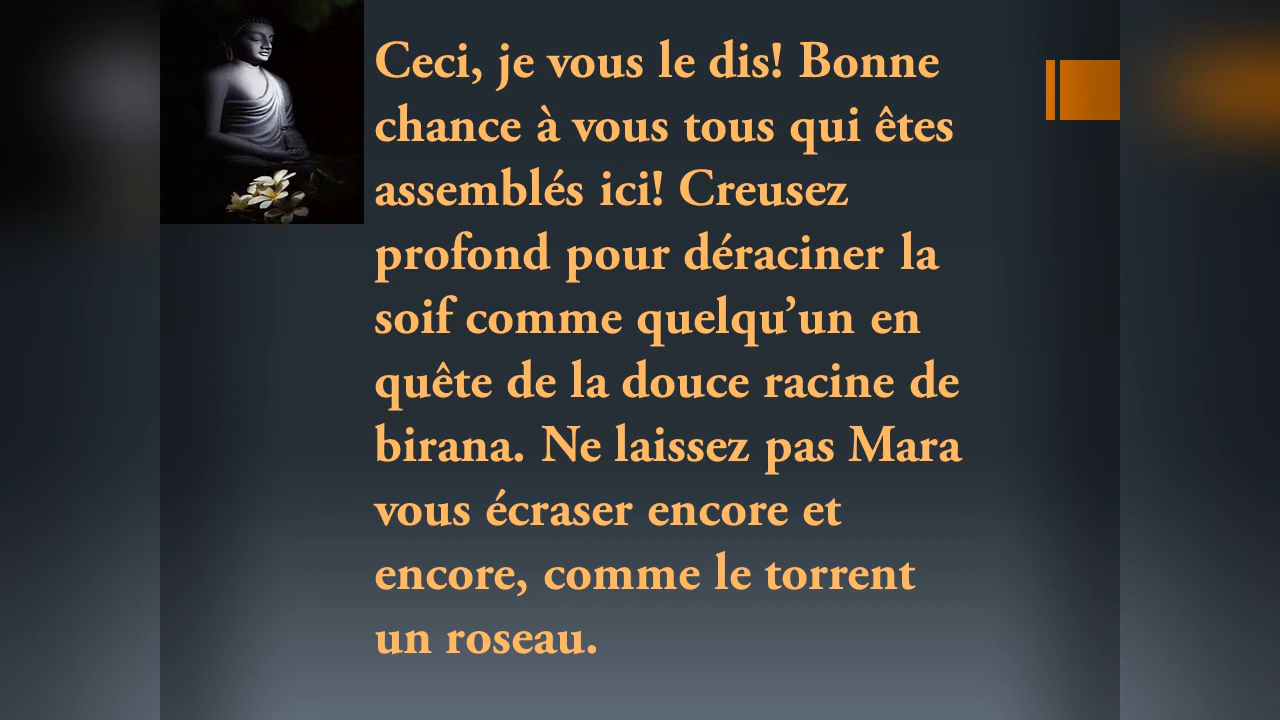 Ceci, je vous le dis! Bonne
chance à vous tous qui êtes
assemblés ici! Creusez
profond pour déraciner la
soif comme quelqu’un en
quête de la douce racine de
birana. Ne laissez pas Mara
vous écraser encore et
encore, comme le torrent
un roseau.